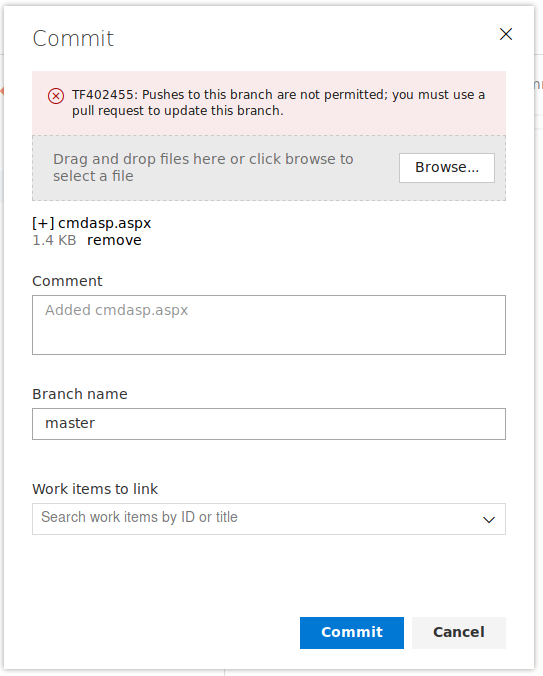 Commit
TF402455: Pushes to this branch are not permitted; you must use a
pull request to update this branch.
Drag and drop files here or click browse to
select a file
Browse...
[+] cmdasp.aspx
1.4 KB remove
Comment
Added cmdasp.aspx
Branch name
master
Work items to link
Search work items by ID or title
Commit Cancel